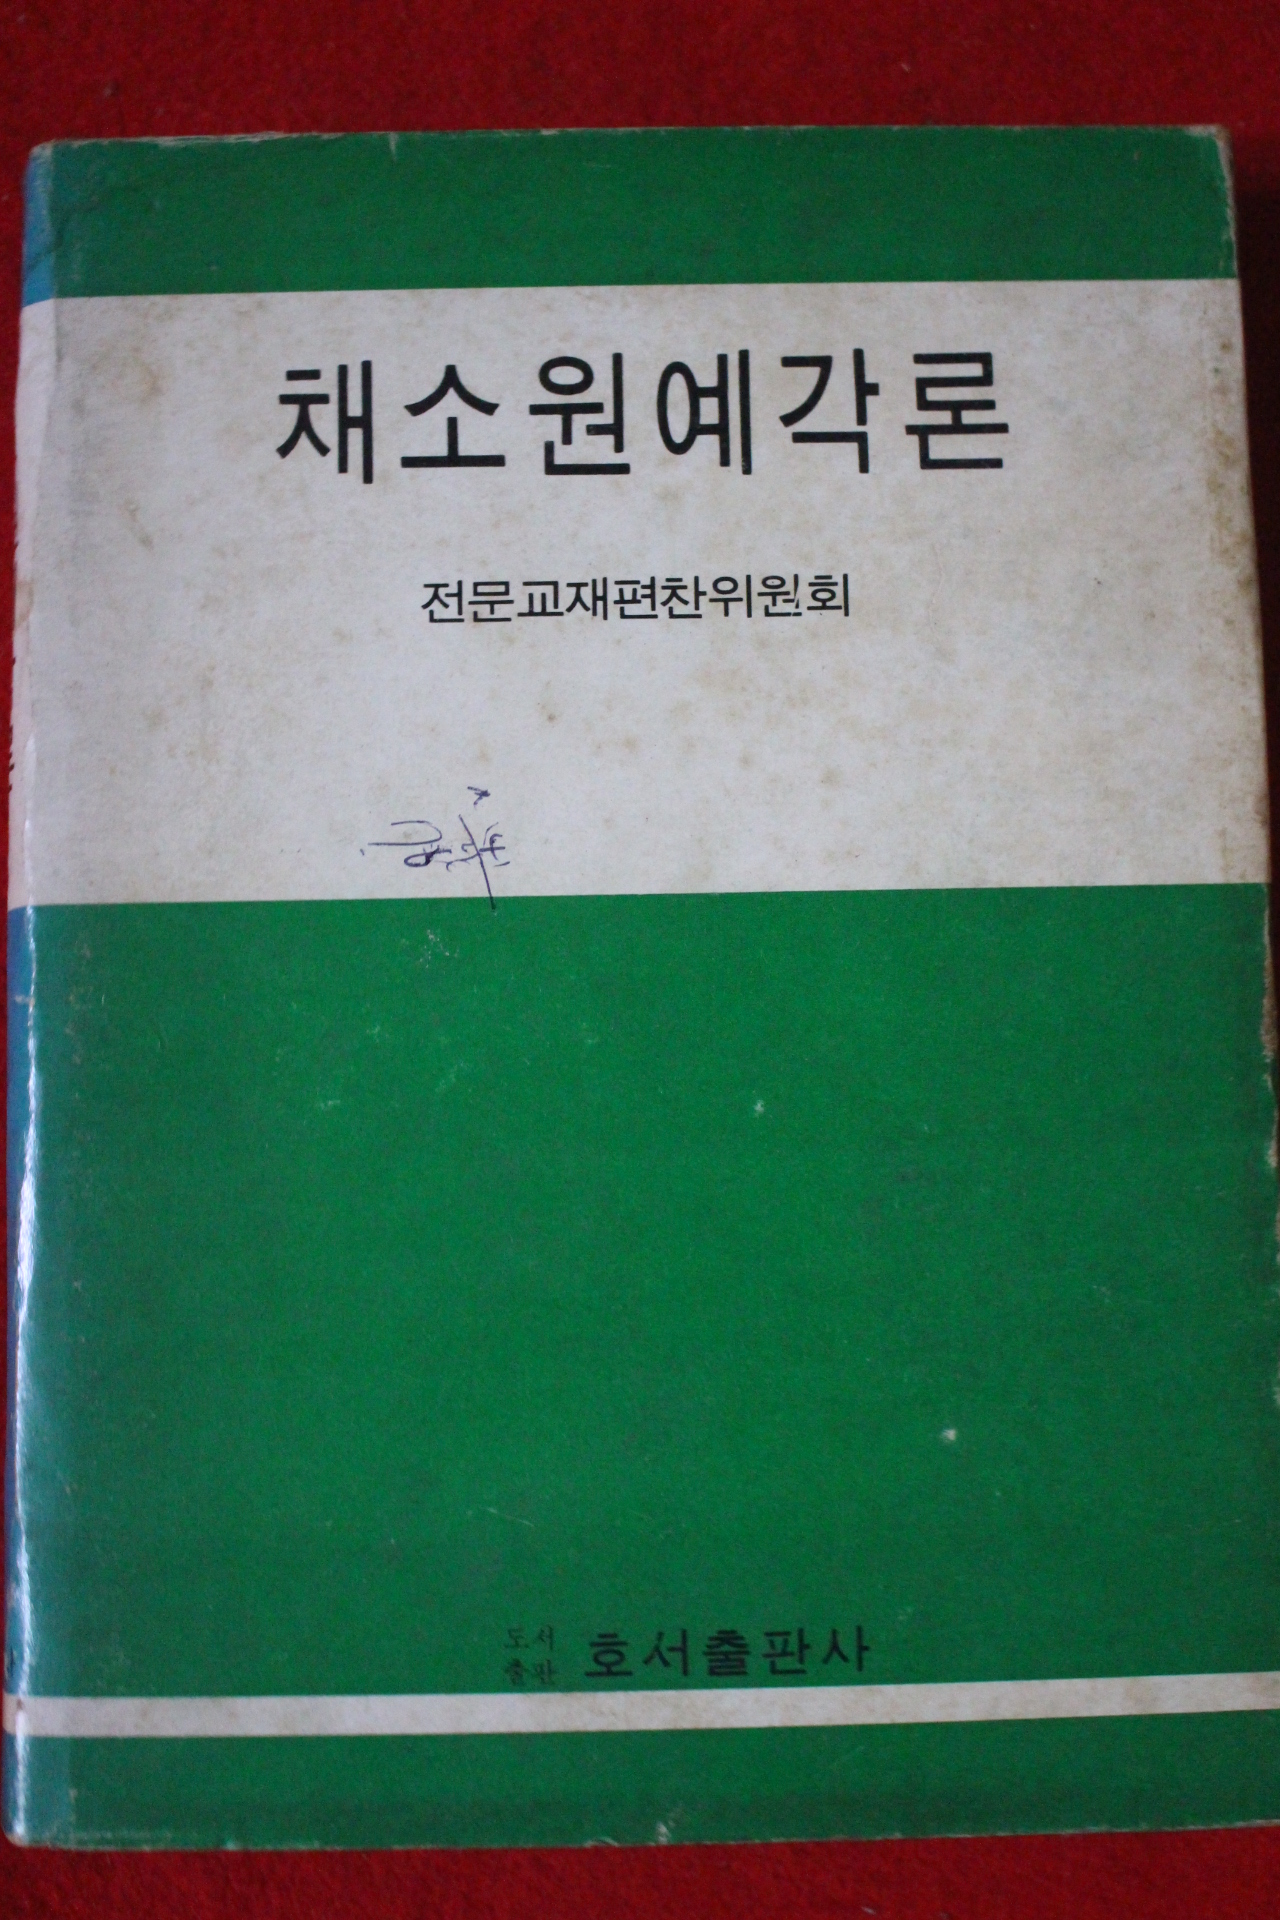 채소원예각론
전문교재편찬위원회
도서
출판
호서출판사